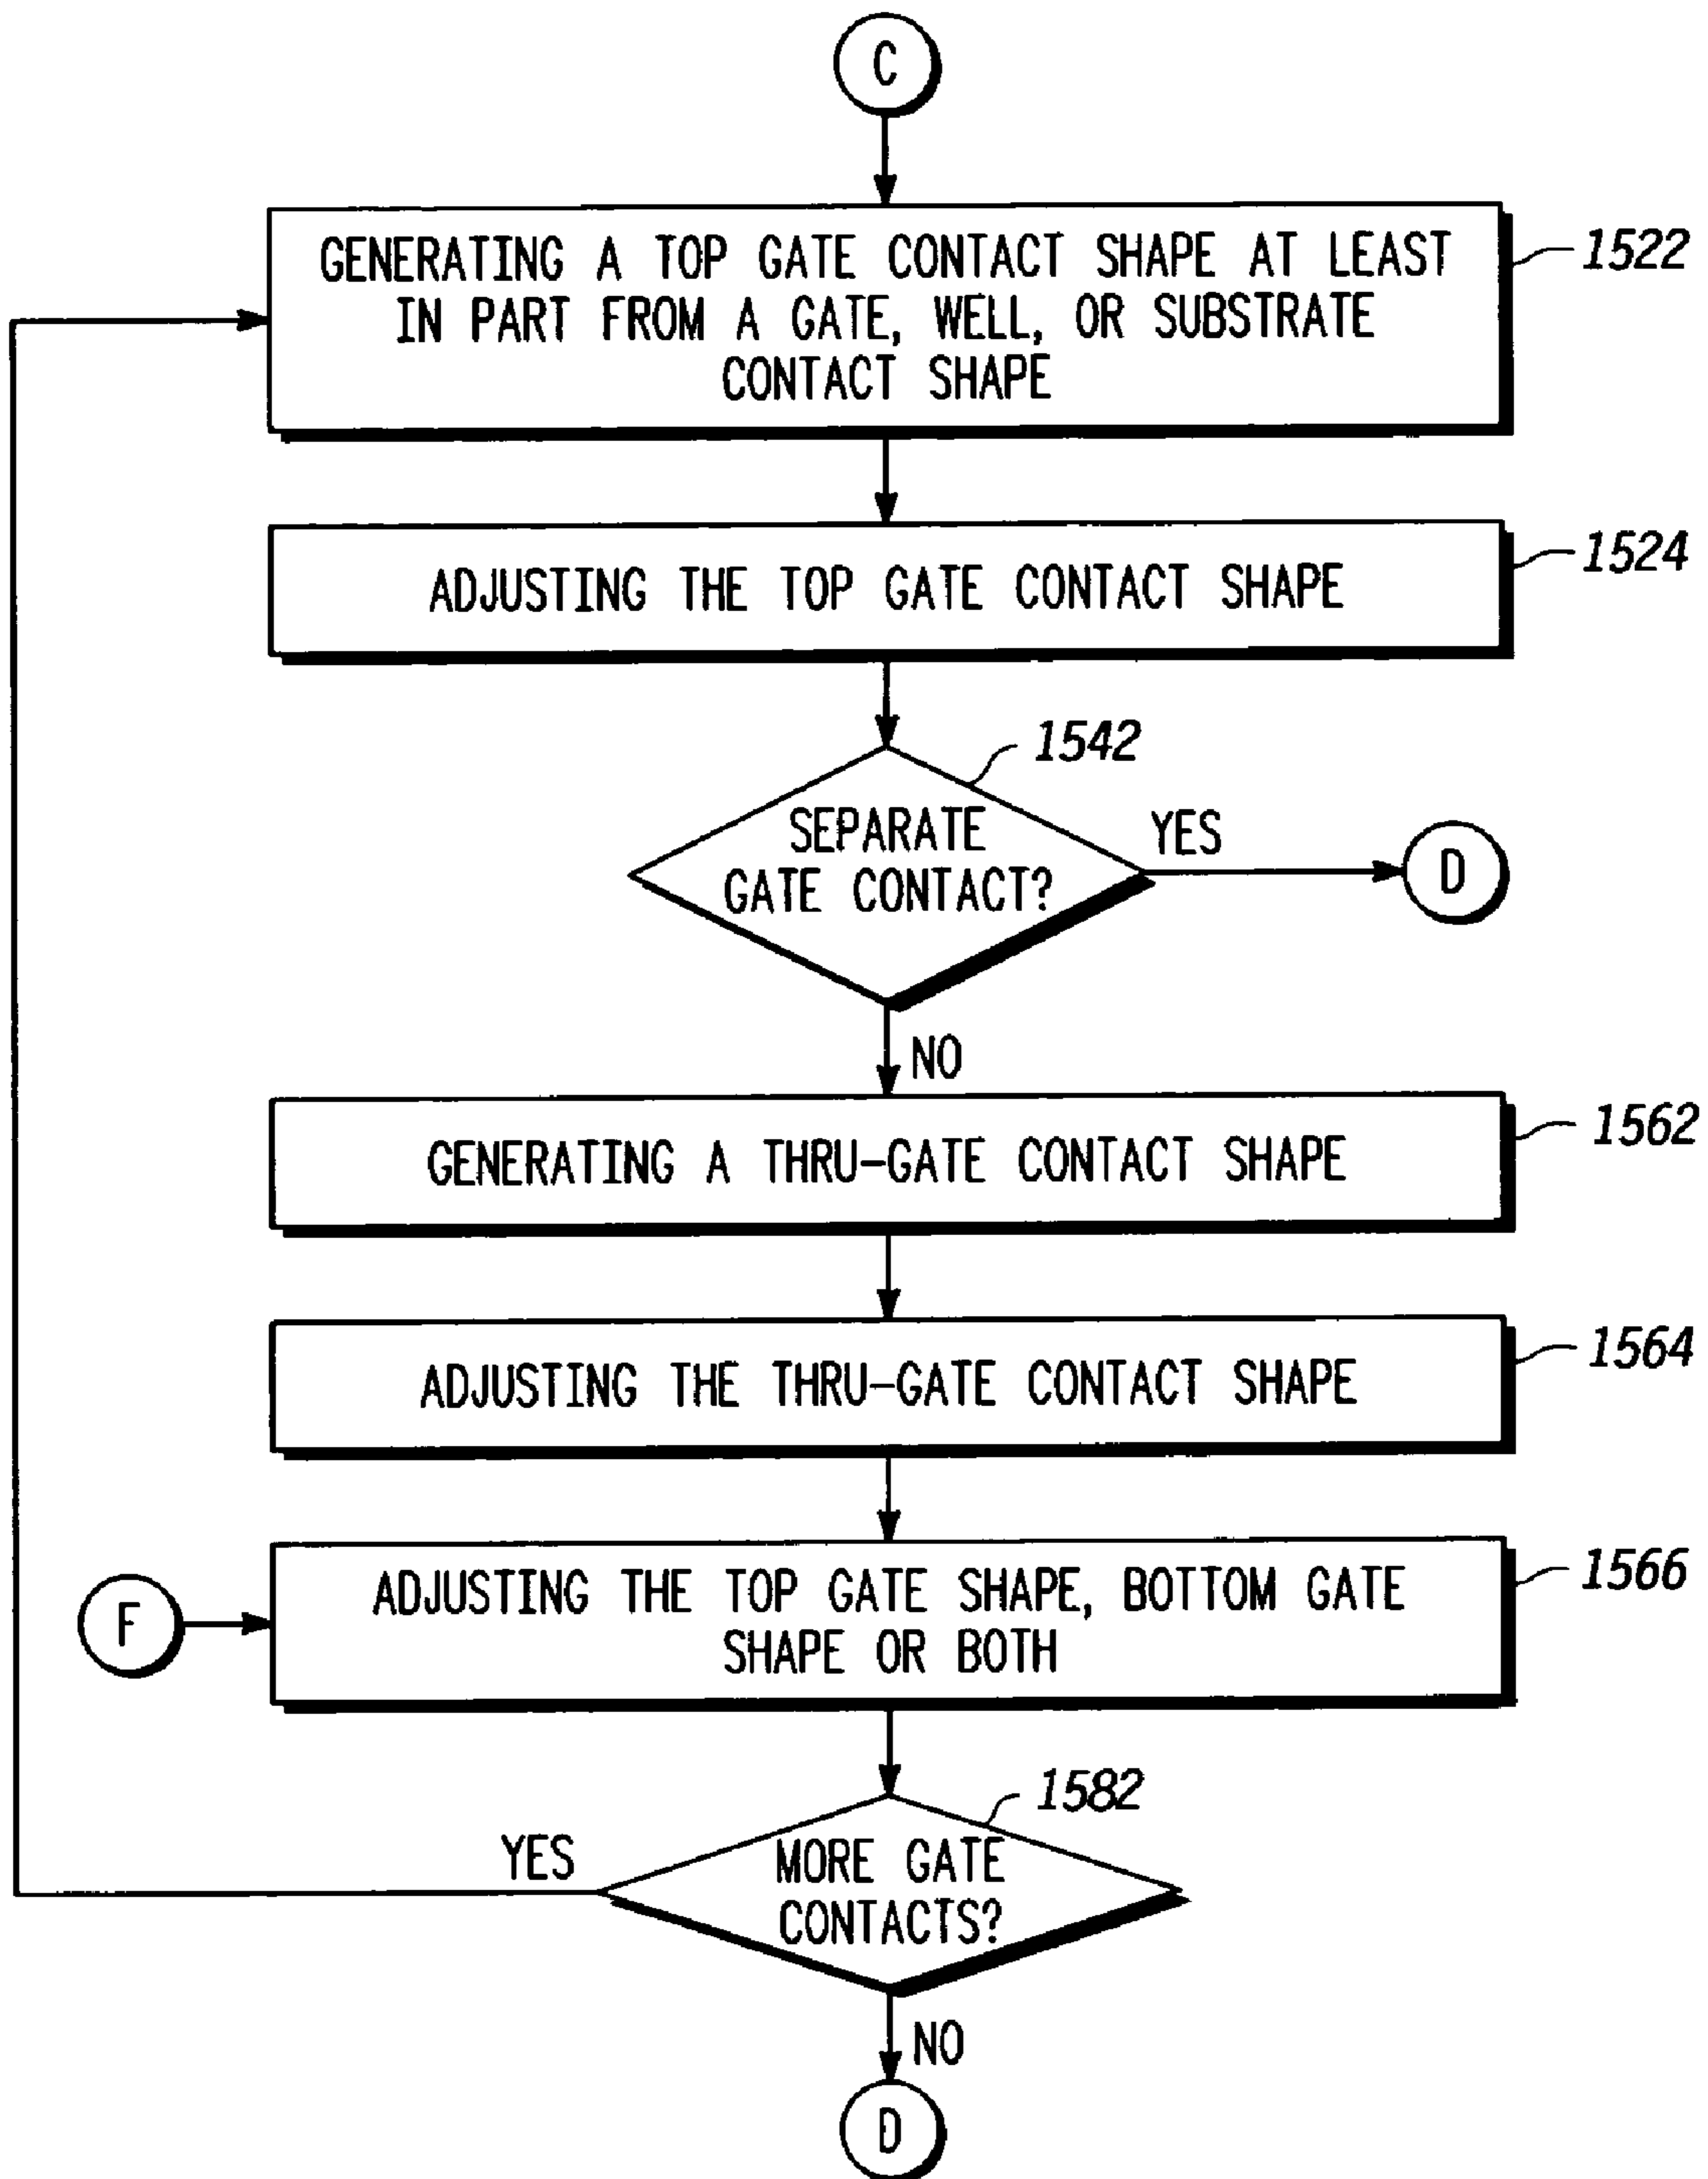 C
GENERATING A TOP GATE CONTACT SHAPE AT LEAST
IN PART FROM A GATE, WELL, OR SUBSTRATE
CONTACT SHAPE
1522
ADJUSTING THE TOP GATE CONTACT SHAPE
1524
1542
SEPARATE
GATE CONTACT?
YES
D
NO
GENERATING A THRU-GATE CONTACT SHAPE
1562
ADJUSTING THE THRU-GATE CONTACT SHAPE
1564
F
ADJUSTING THE TOP GATE SHAPE, BOTTOM GATE
SHAPE OR BOTH
1566
1582
YES
MORE GATE
CONTACTS?
NO
D